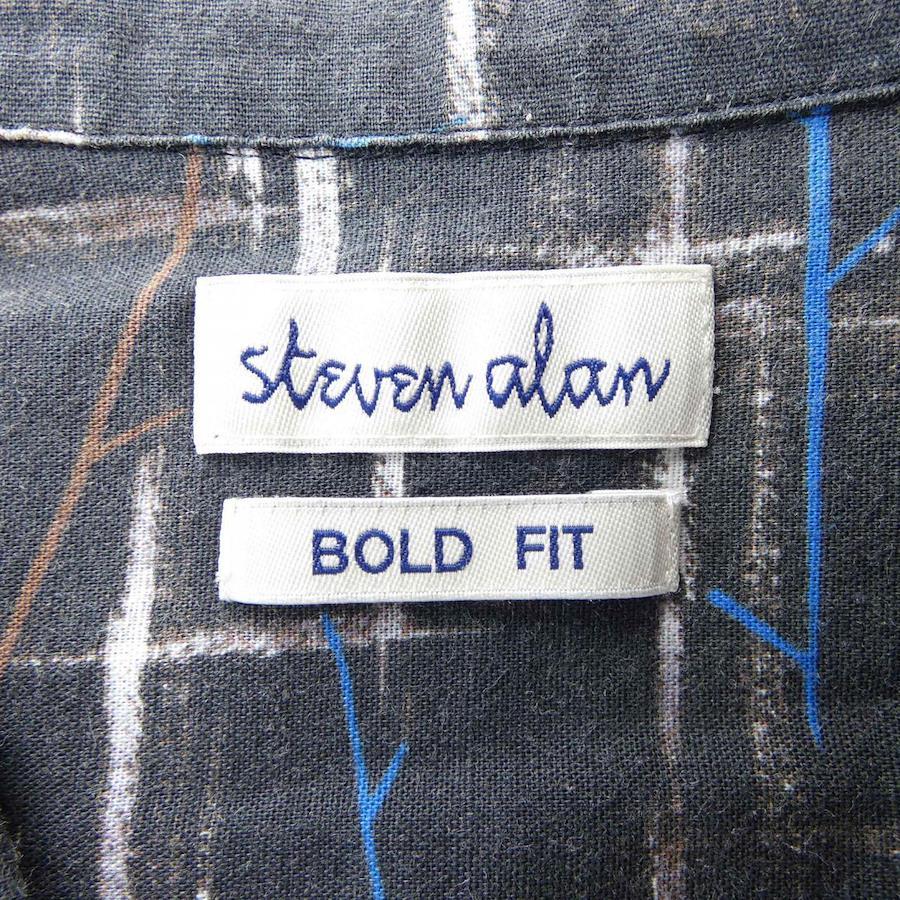 steven alan
BOLD FIT